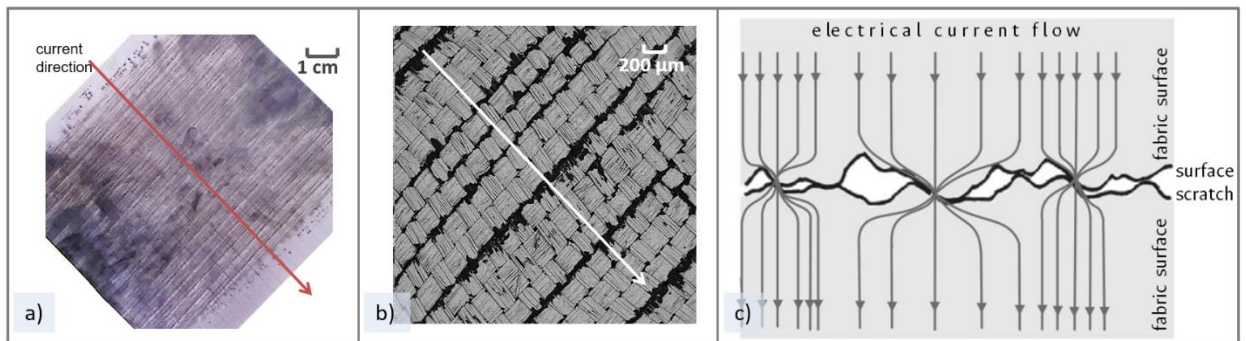 current
direction
1 cm
a)
200 µm
b)
electrical current flow
fabric surface
surface
scratch
fabric surface
c)